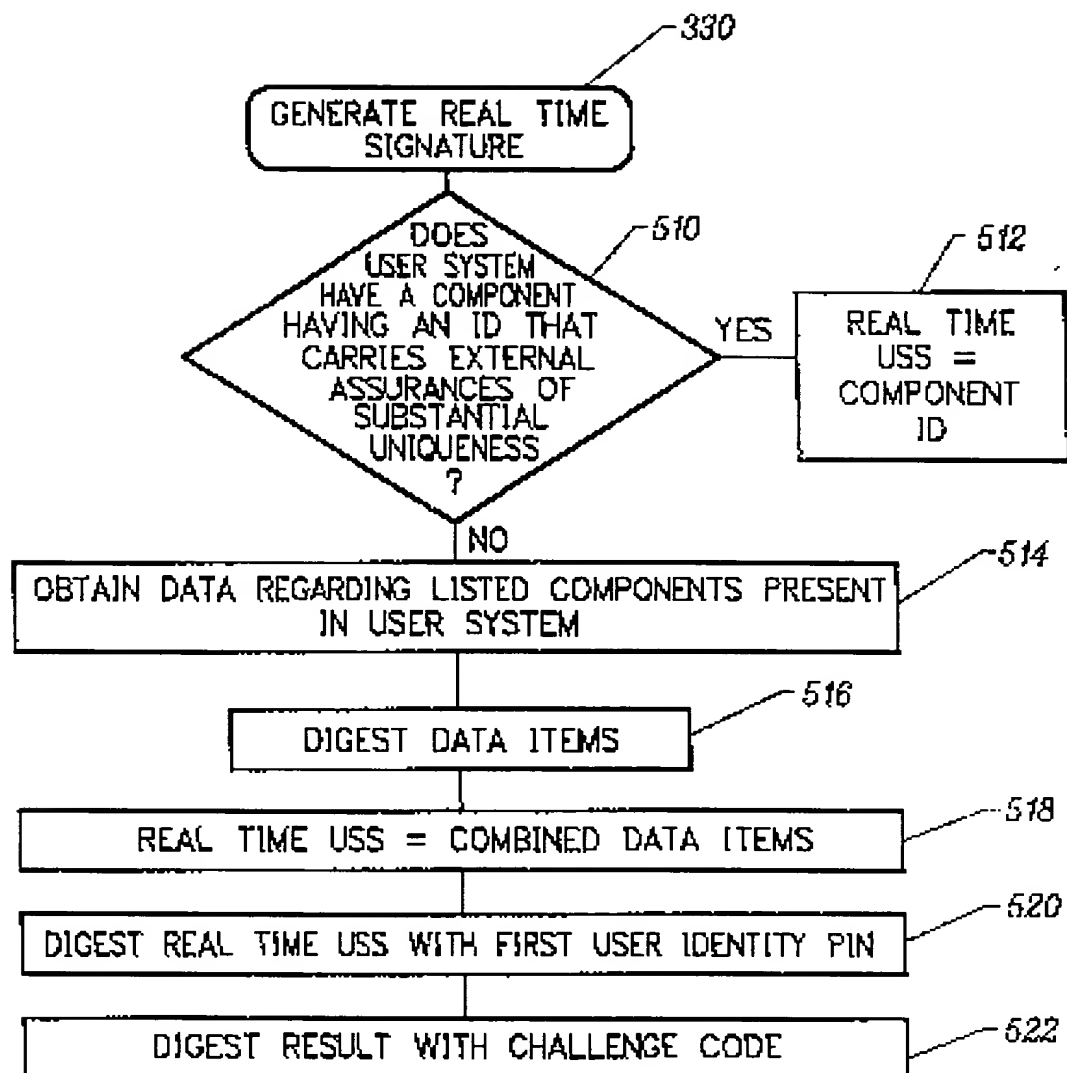 330
GENERATE REAL TIME
SIGNATURE
510
DOES
USER SYSTEM
HAVE A COMPONENT
HAVING AN ID THAT
CARRIES EXTERNAL
ASSURANCES OF
SUBSTANTIAL
UNIQUENESS
?
YES
512
REAL TIME
USS =
COMPONENT
ID
NO
514
OBTAIN DATA REGARDING LISTED COMPONENTS PRESENT
IN USER SYSTEM
516
DIGEST DATA ITEMS
518
REAL TIME USS = COMBINED DATA ITEMS
520
DIGEST REAL TIME USS WITH FIRST USER IDENTITY PIN
522
DIGEST RESULT WITH CHALLENGE CODE